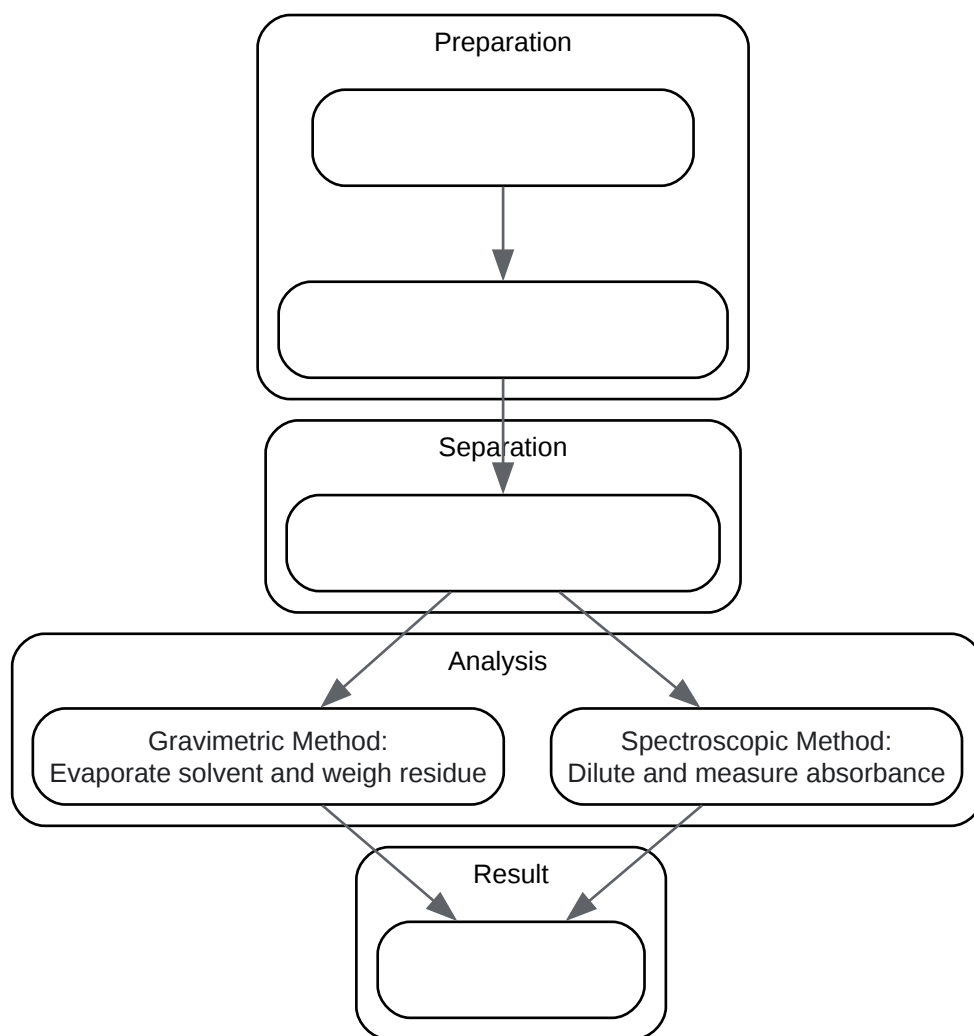 Preparation
Separation
Analysis
Gravimetric Method:
Evaporate solvent and weigh residue
Spectroscopic Method:
Dilute and measure absorbance
Result